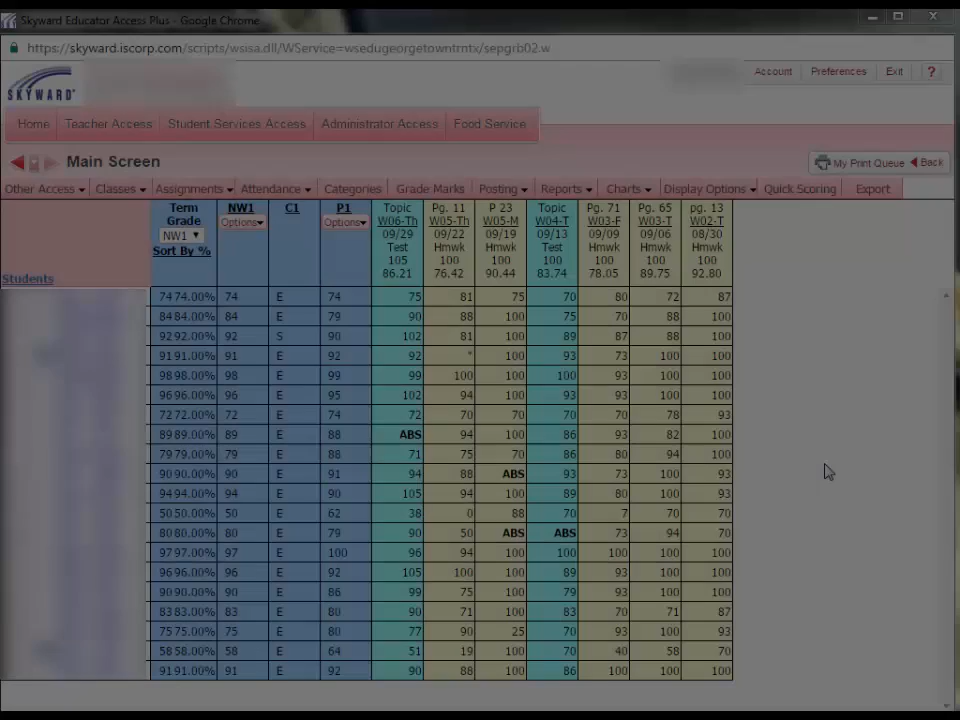 Skyward Educator Access Plus - Google Chrome
https://skyward.iscorp.com/scripts/wsisa.dll/WService=wsedugeorgetowntrntx/sepgrb02.w
SKYWARD
Account Preferences Exit ?
Home Teacher Access Student Services Access Administrator Access Food Service
Main Screen My Print Queue Back
Other Access Classes Assignments Attendance Categories Grade Marks Posting Reports Charts Display Options Quick Scoring Export
Term NW1 C1 P1 Topic Pg. 11 P 23 Topic Pg. 71 Pg. 65 pg. 13
Grade Options Options W06-Th W05-Th W05-M W04-T W03-F W03-T W02-T
NW1 09/29 09/22 09/19 09/13 09/09 09/06 08/30
Sort By % Test Hmwk Hmwk Test Hmwk Hmwk Hmwk
105 100 100 100 100 100 100
Students 86.21 76.42 90.44 83.74 78.05 89.75 92.80
74 74.00% 74 E 74 75 81 75 70 80 72 87
84 84.00% 84 E 79 90 88 100 75 70 88 100
92 92.00% 92 S 90 102 81 100 89 87 88 100
91 91.00% 91 E 92 92 * 100 93 73 100 100
98 98.00% 98 E 99 99 100 100 100 93 100 100
96 96.00% 96 E 95 102 94 100 93 93 100 100
72 72.00% 72 E 74 72 70 70 70 70 78 93
89 89.00% 89 E 88 ABS 94 100 86 93 82 100
79 79.00% 79 E 88 71 75 70 86 80 94 100
90 90.00% 90 E 91 94 88 ABS 93 73 100 93
94 94.00% 94 E 90 105 94 100 89 80 100 93
50 50.00% 50 E 62 38 0 88 70 7 70 70
80 80.00% 80 E 79 90 50 ABS ABS 73 94 70
97 97.00% 97 E 100 96 94 100 100 100 100 100
96 96.00% 96 E 92 105 100 100 89 93 100 100
90 90.00% 90 E 86 99 75 100 79 93 100 100
83 83.00% 83 E 80 90 71 100 83 70 71 87
75 75.00% 75 E 80 77 90 25 70 93 100 93
58 58.00% 58 E 64 51 19 100 70 40 58 70
91 91.00% 91 E 92 90 88 100 86 100 100 100